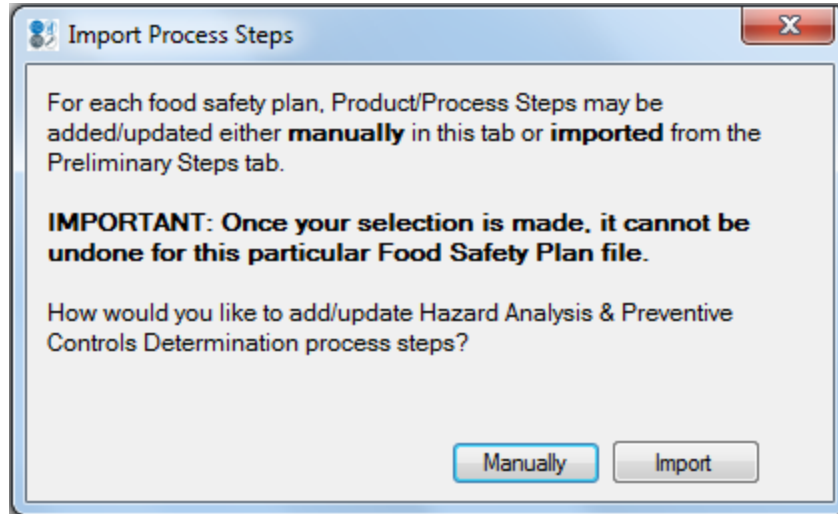 Import Process Steps
For each food safety plan, Product/Process Steps may be
added/updated either manually in this tab or imported from the
Preliminary Steps tab.
IMPORTANT: Once your selection is made, it cannot be
undone for this particular Food Safety Plan file.
How would you like to add/update Hazard Analysis & Preventive
Controls Determination process steps?
Manually Import